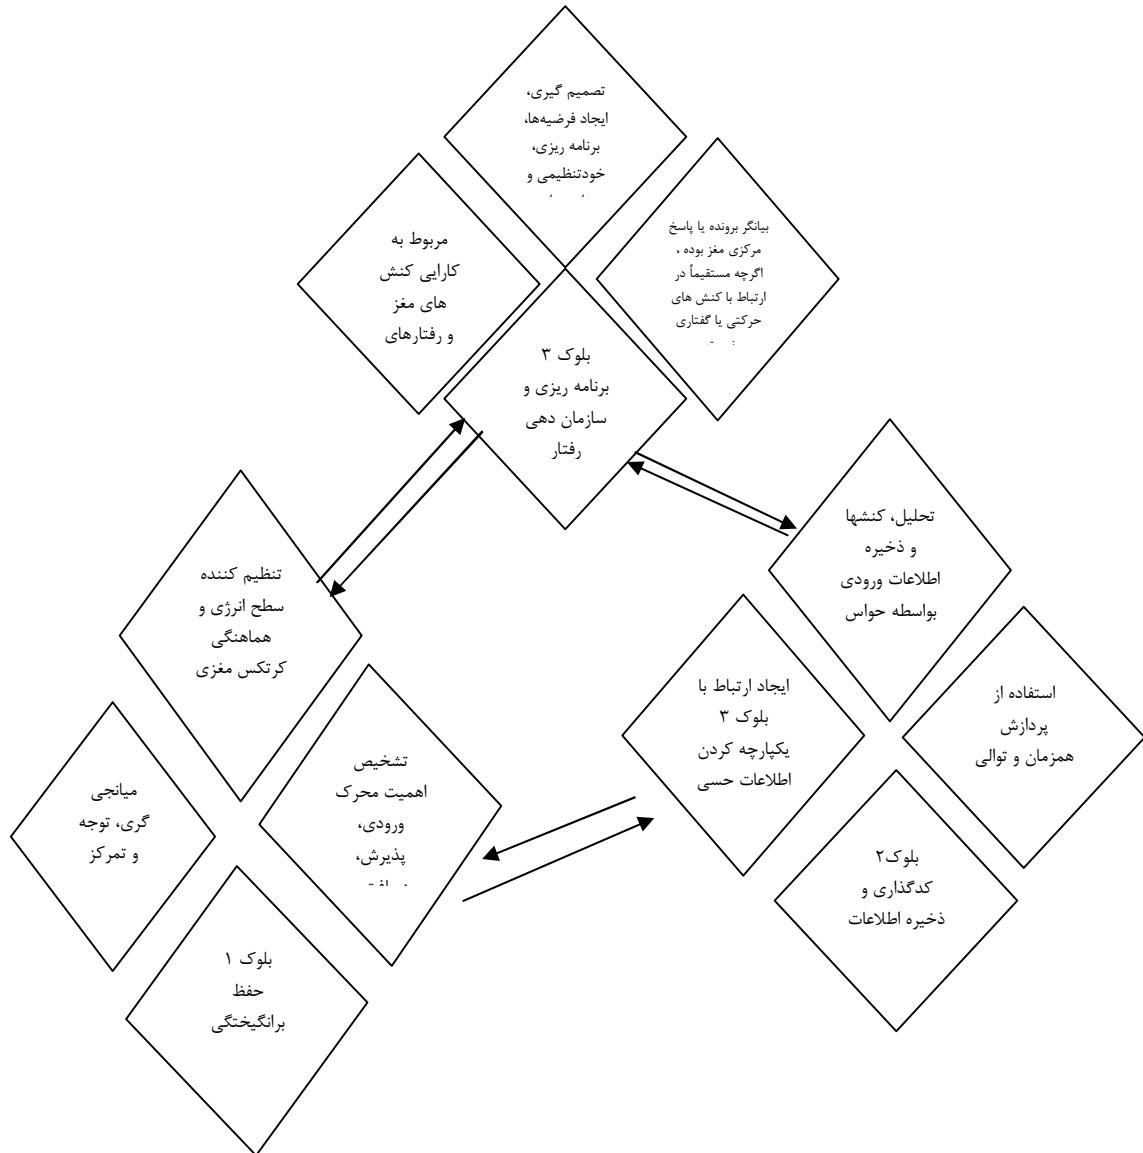 تصمیم گیری،
ایجاد فرضیه‌ها،
برنامه ریزی،
خودتنظیمی و
مربوط به
کارایی کنش
های مغز
و رفتارهای
بیانگر برونده یا پاسخ
مرکزی مغز بوده ،
اگرچه مستقیماً در
ارتباط با کنش های
حرکتی یا گفتاری
بلوک ۳
برنامه ریزی و
سازمان دهی
رفتار
تحلیل، کنشها
و ذخیره
اطلاعات ورودی
بواسطه حواس
ایجاد ارتباط با
بلوک ۳
یکپارچه کردن
اطلاعات حسی
استفاده از
پردازش
همزمان و توالی
بلوک۲
کدگذاری و
ذخیره اطلاعات
تنظیم کننده
سطح انرژی و
هماهنگی
کرتکس مغزی
تشخیص
اهمیت محرک
ورودی،
پذیرش،
میانجی
گری، توجه
و تمرکز
بلوک ۱
حفظ
برانگیختگی